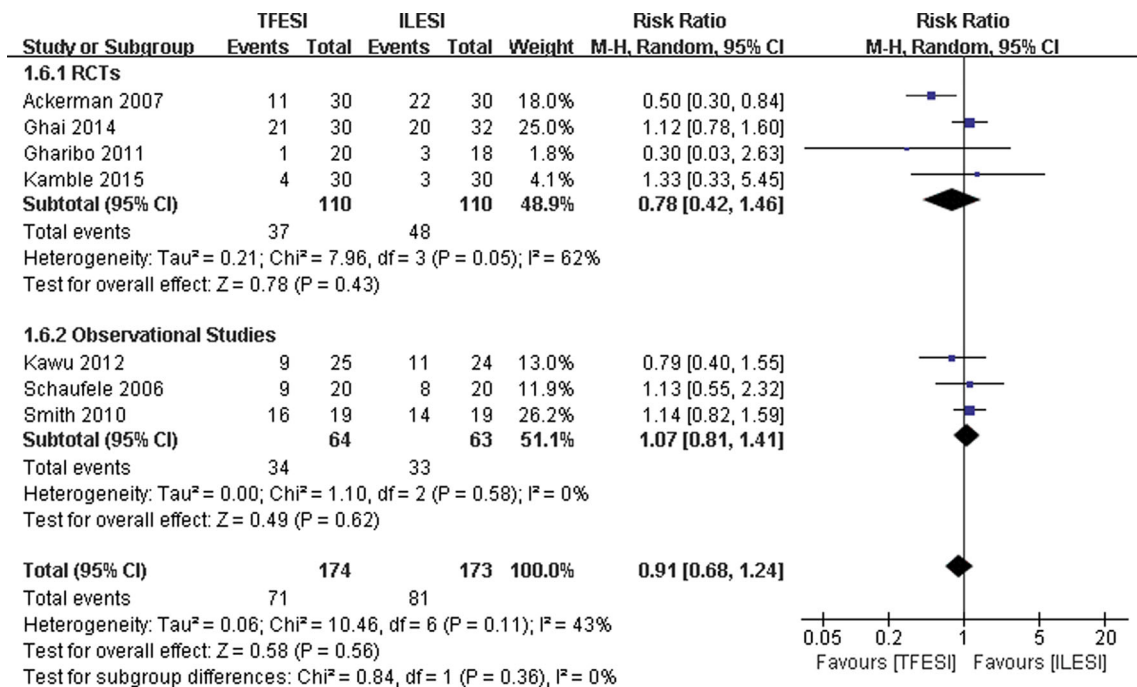 TFESI ILESI Risk Ratio Risk Ratio
Study or Subgroup Events Total Events Total Weight M-H, Random, 95% CI M-H, Random, 95% CI
1.6.1 RCTs
Ackerman 2007 11 30 22 30 18.0% 0.50 [0.30, 0.84]
Ghai 2014 21 30 20 32 25.0% 1.12 [0.78, 1.60]
Gharibo 2011 1 20 3 18 1.8% 0.30 [0.03, 2.63]
Kamble 2015 4 30 3 30 4.1% 1.33 [0.33, 5.45]
Subtotal (95% CI) 110 110 48.9% 0.78 [0.42, 1.46]
Total events 37 48
Heterogeneity: Tau² = 0.21; Chi² = 7.96, df = 3 (P = 0.05); I² = 62%
Test for overall effect: Z = 0.78 (P = 0.43)
1.6.2 Observational Studies
Kawu 2012 9 25 11 24 13.0% 0.79 [0.40, 1.55]
Schaufele 2006 9 20 8 20 11.9% 1.13 [0.55, 2.32]
Smith 2010 16 19 14 19 26.2% 1.14 [0.82, 1.59]
Subtotal (95% CI) 64 63 51.1% 1.07 [0.81, 1.41]
Total events 34 33
Heterogeneity: Tau² = 0.00; Chi² = 1.10, df = 2 (P = 0.58); I² = 0%
Test for overall effect: Z = 0.49 (P = 0.62)
Total (95% CI) 174 173 100.0% 0.91 [0.68, 1.24]
Total events 71 81
Heterogeneity: Tau² = 0.06; Chi² = 10.46, df = 6 (P = 0.11); I² = 43%
Test for overall effect: Z = 0.58 (P = 0.56)
Test for subgroup differences: Chi² = 0.84, df = 1 (P = 0.36), I² = 0%
0.05 0.2 1 5 20
Favours [TFESI] Favours [ILESI]